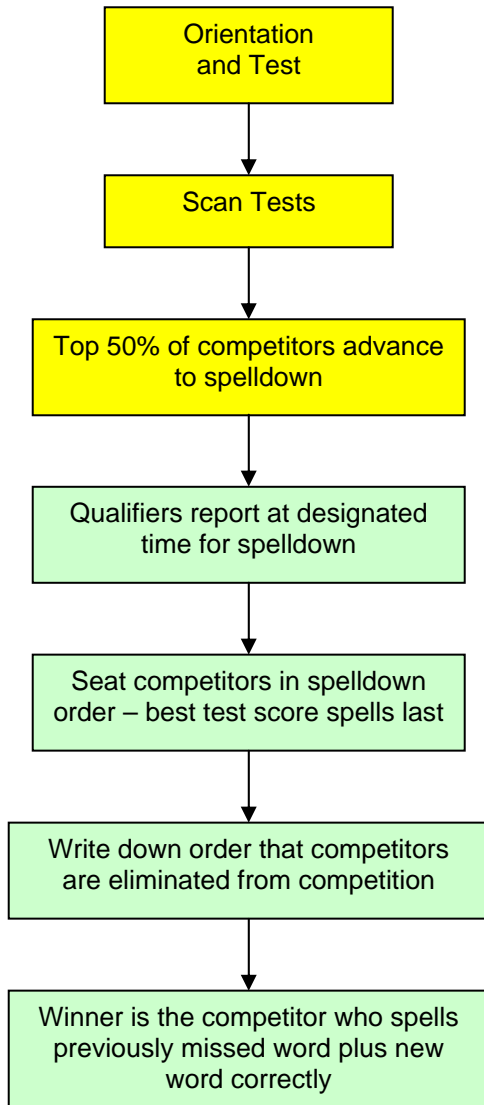 Orientation
and Test
Scan Tests
Top 50% of competitors advance
to spelldown
Qualifiers report at designated
time for spelldown
Seat competitors in spelldown
order – best test score spells last
Write down order that competitors
are eliminated from competition
Winner is the competitor who spells
previously missed word plus new
word correctly